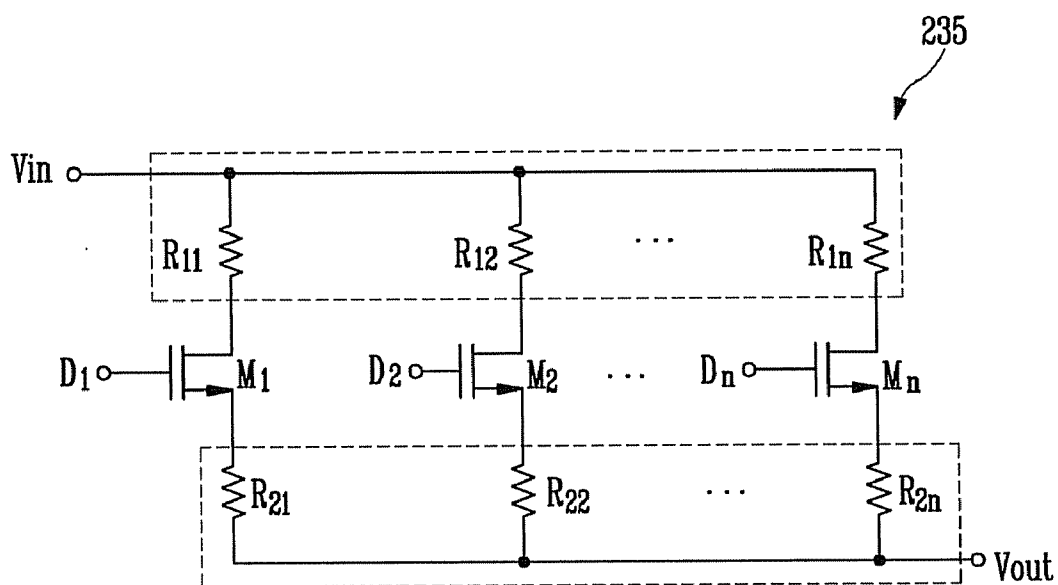 235
Vin
R11 R12 ... R1n
D1 M1 D2 M2 ... Dn Mn
R21 R22 ... R2n
Vout